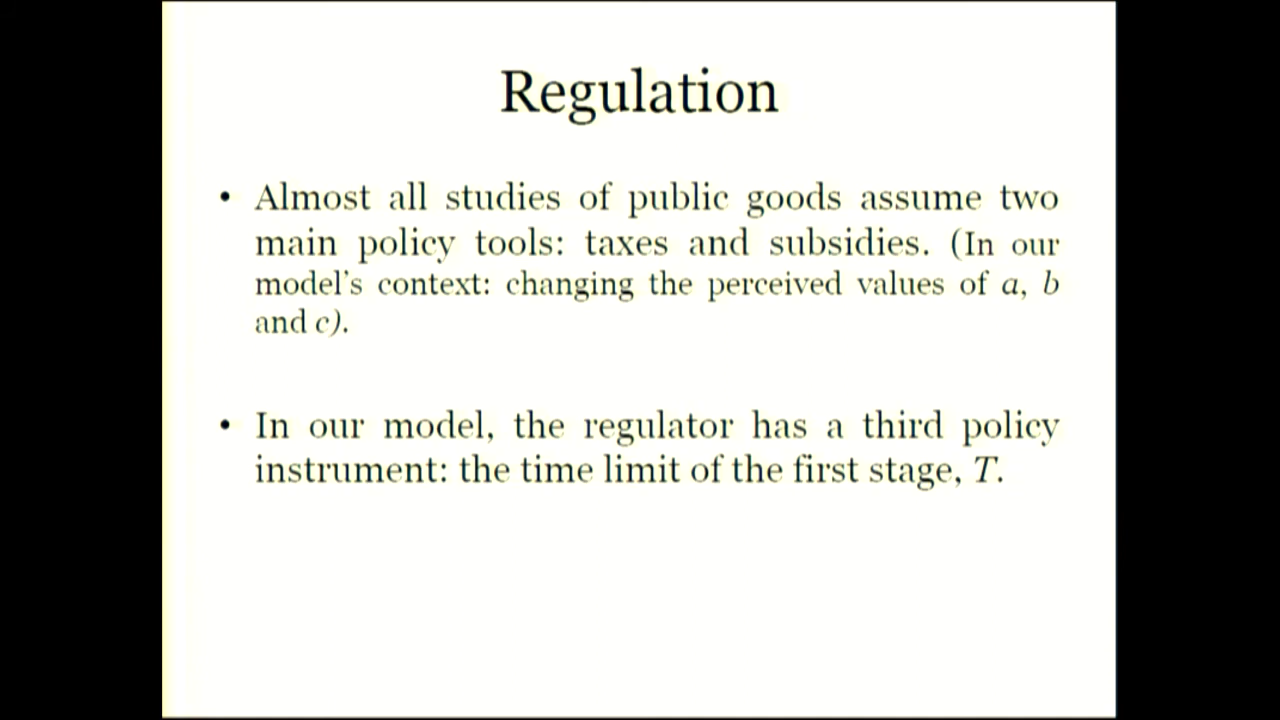 Regulation
• Almost all studies of public goods assume two
main policy tools: taxes and subsidies. (In our
model's context: changing the perceived values of a, b
and c).
• In our model, the regulator has a third policy
instrument: the time limit of the first stage, T.